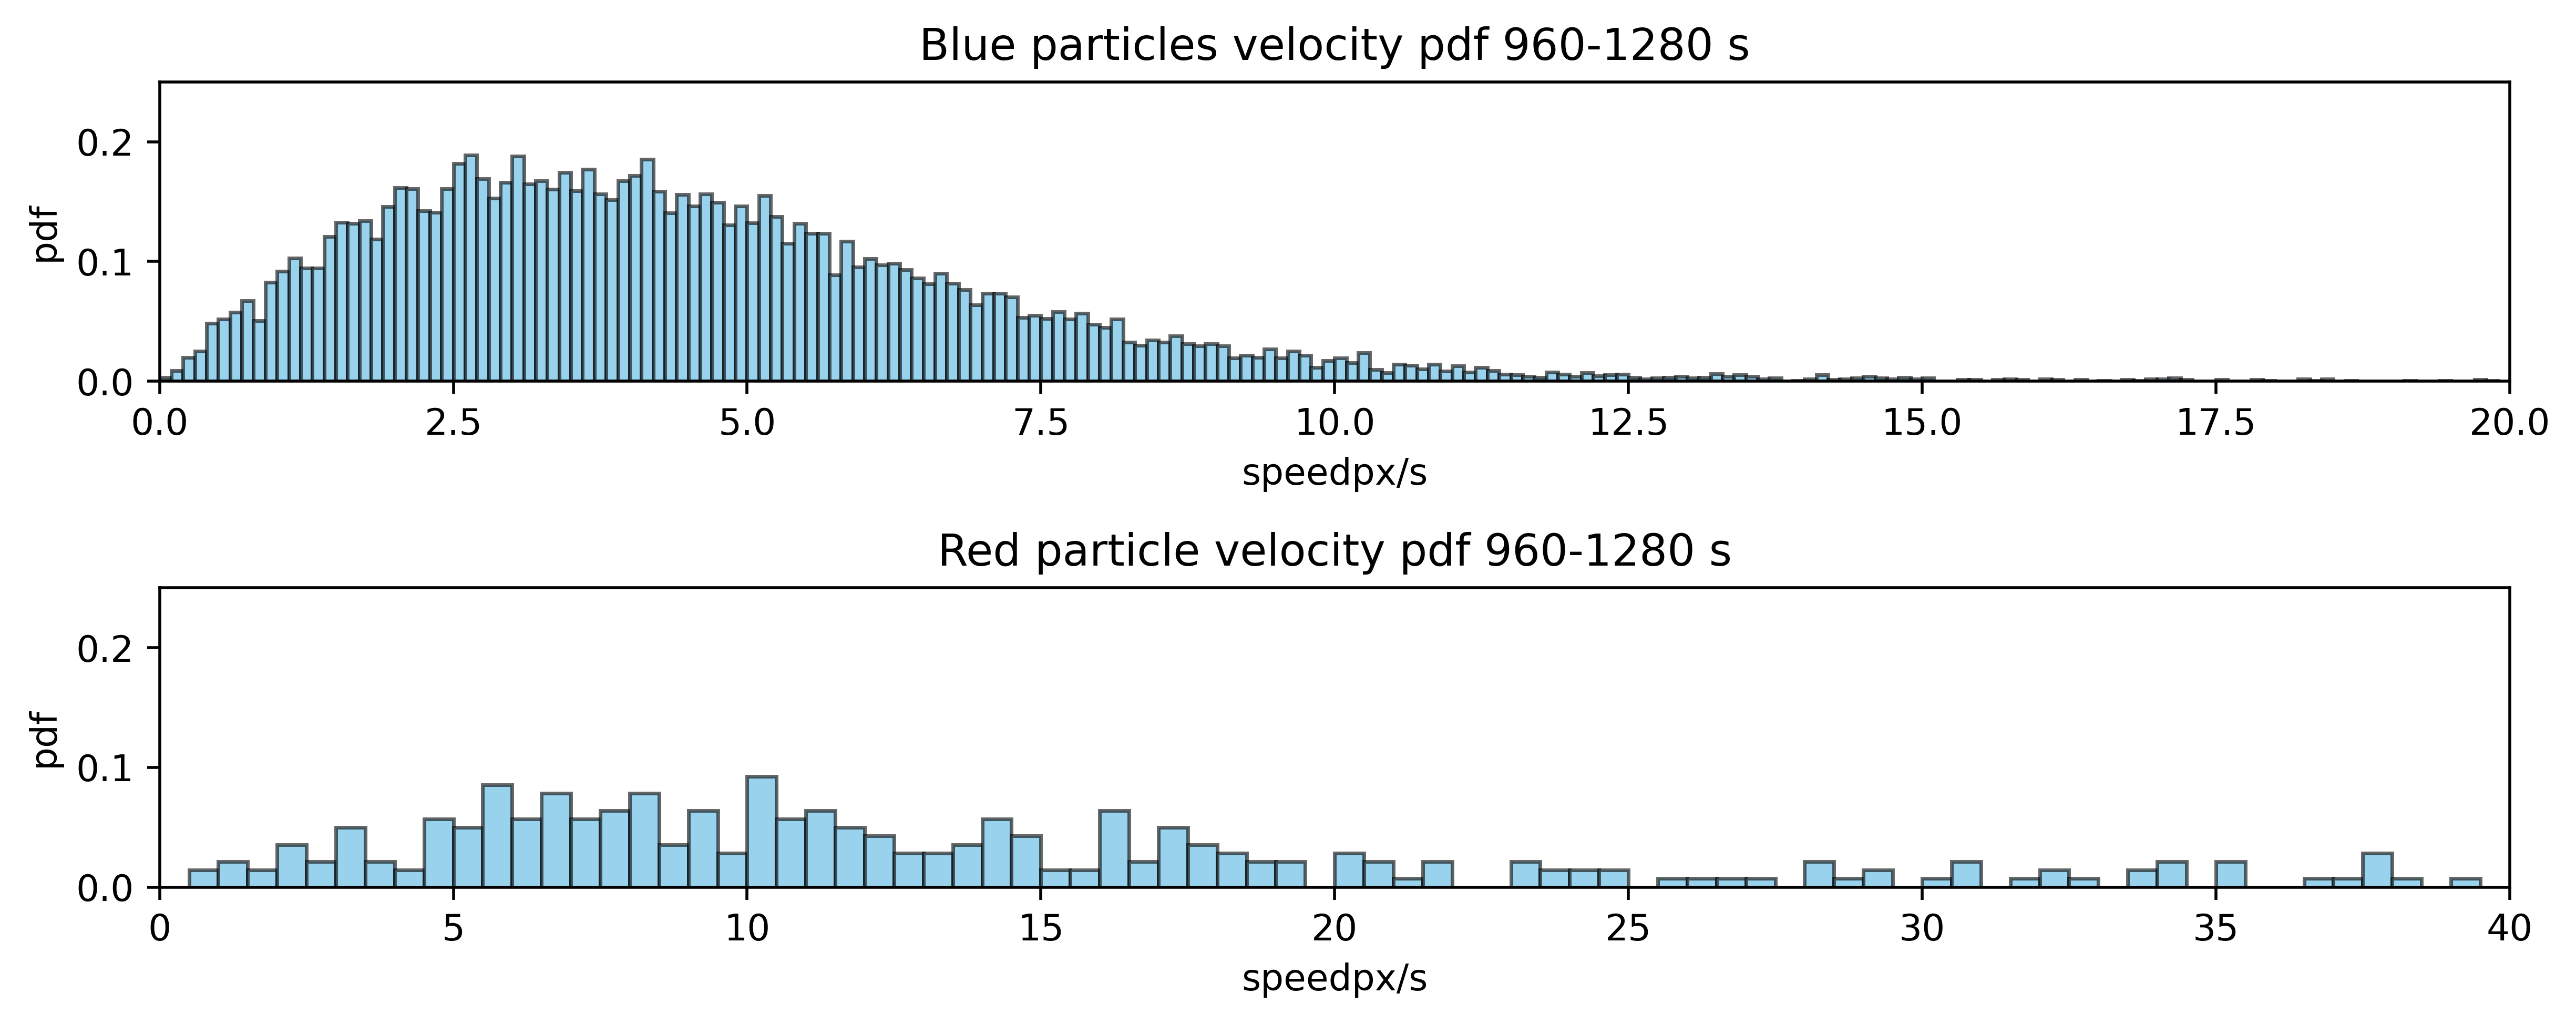 Blue particles velocity pdf 960-1280 s
pdf
0.2
0.1
0.0
0.0 2.5 5.0 7.5 10.0 12.5 15.0 17.5 20.0
speedpx/s
Red particle velocity pdf 960-1280 s
pdf
0.2
0.1
0.0
0 5 10 15 20 25 30 35 40
speedpx/s